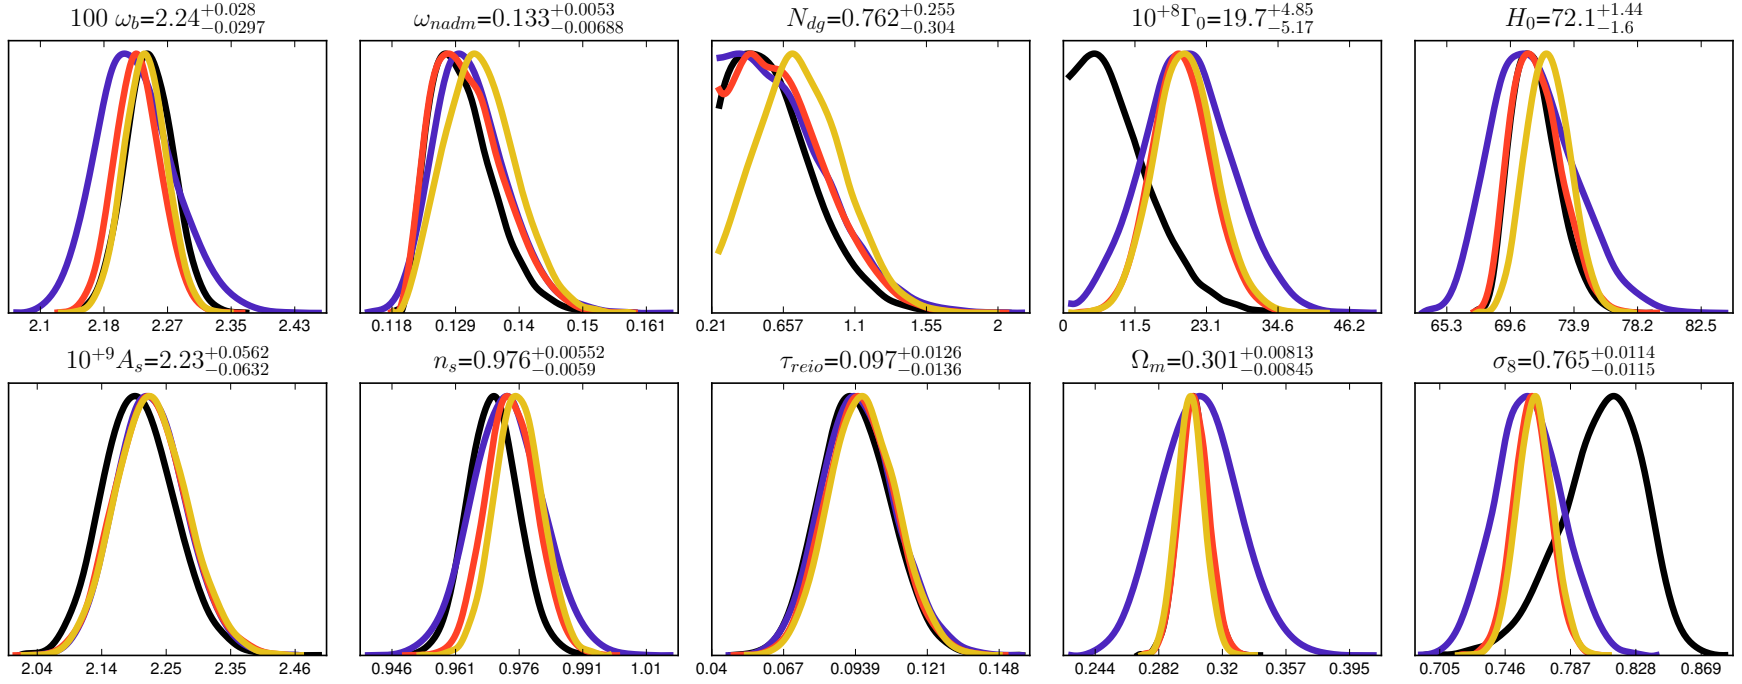 100 ω_b=2.24^{+0.028}_{-0.0297}
ω_{nadm}=0.133^{+0.0053}_{-0.00688}
N_{dg}=0.762^{+0.255}_{-0.304}
10^{+8}Γ_0=19.7^{+4.85}_{-5.17}
H_0=72.1^{+1.44}_{-1.6}
2.1 2.18 2.27 2.35 2.43
0.118 0.129 0.14 0.15 0.161
0.21 0.657 1.1 1.55 2
0 11.5 23.1 34.6 46.2
65.3 69.6 73.9 78.2 82.5
10^{+9}A_s=2.23^{+0.0562}_{-0.0632}
n_s=0.976^{+0.00552}_{-0.0059}
τ_{reio}=0.097^{+0.0126}_{-0.0136}
Ω_m=0.301^{+0.00813}_{-0.00845}
σ_8=0.765^{+0.0114}_{-0.0115}
2.04 2.14 2.25 2.35 2.46
0.946 0.961 0.976 0.991 1.01
0.04 0.067 0.0939 0.121 0.148
0.244 0.282 0.32 0.357 0.395
0.705 0.746 0.787 0.828 0.869